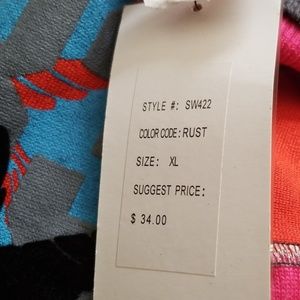 STYLE #: SW422
COLOR CODE: RUST
SIZE: XL
SUGGEST PRICE:
$ 34.00